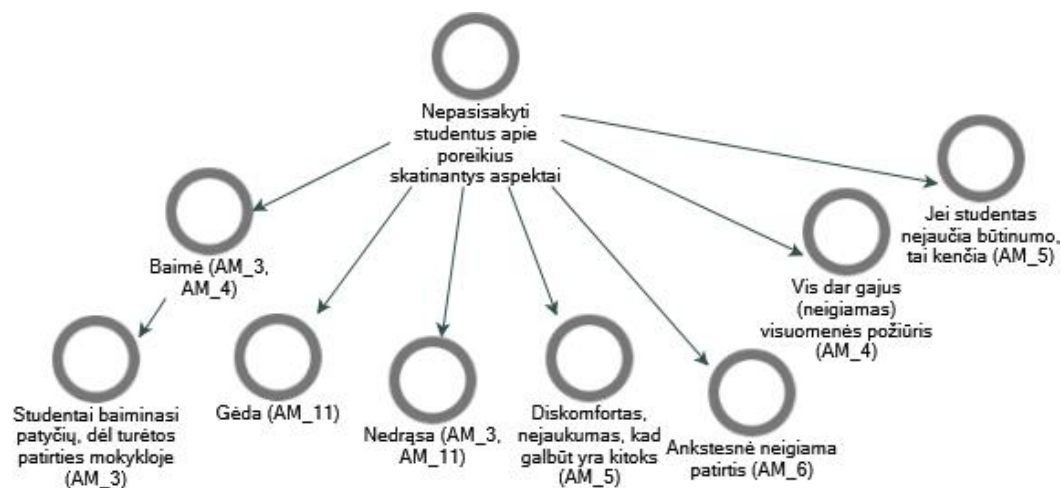 Nepasisakyti
studentus apie
poreikius
skatinantys aspektai
Baimė (AM_3,
AM_4)
Studentai baiminasi
patyčių, dėl turėtos
patirties mokykloje
(AM_3)
Gėda (AM_11)
Nedrąsa (AM_3,
AM_11)
Diskomfortas,
nejaukumas, kad
galbūt yra kitoks
(AM_5)
Ankstesnė neigiama
patirtis (AM_6)
Vis dar gajus
(neigiamas)
visuomenės požiūris
(AM_4)
Jei studentas
nejaučia būtinumo,
tai kenčia (AM_5)